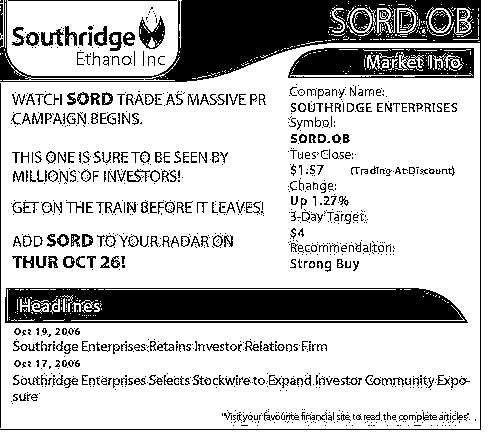 Southridge
Ethanol Inc
SORD.OB
Market Info
WATCH SORD TRADE AS MASSIVE PR
CAMPAIGN BEGINS.
THIS ONE IS SURE TO BE SEEN BY
MILLIONS OF INVESTORS!
GET ON THE TRAIN BEFORE IT LEAVES!
ADD SORD TO YOUR RADAR ON
THUR OCT 26!
Company Name:
SOUTHRIDGE ENTERPRISES
Symbol:
SORD.OB
Tues Close:
$1.57 (Trading At Discount)
Change:
Up 1.27%
3-Day Target:
$4
Recommendaiton:
Strong Buy
Headlines
Oct 19, 2006
Southridge Enterprises Retains Investor Relations Firm
Oct 17, 2006
Southridge Enterprises Selects Stockwire to Expand Investor Community Expo-
sure
*Visit your favourite financial site to read the complete articles*